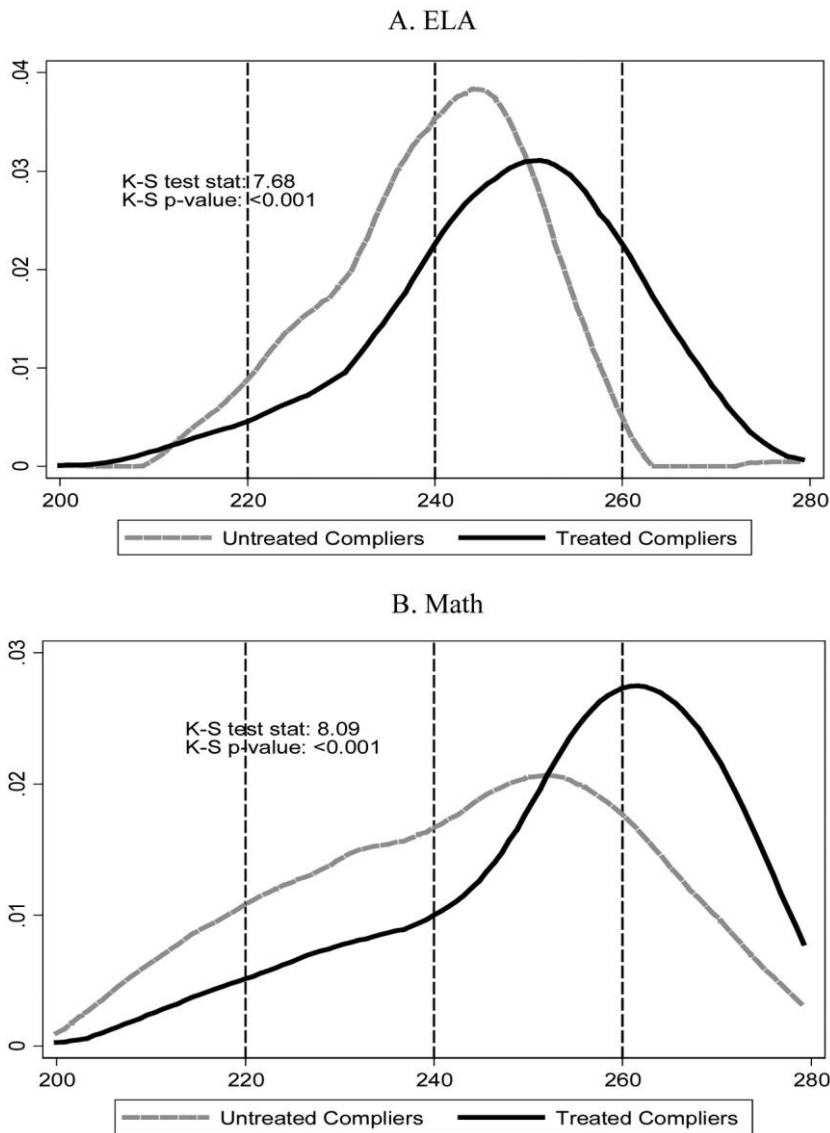 A. ELA
.04
K-S test stat: 7.68
.03
K-S p-value: <0.001
.02
.01
0
200 220 240 260 280
Untreated Compliers Treated Compliers
B. Math
.03
K-S test stat: 8.09
K-S p-value: <0.001
.02
.01
0
200 220 240 260 280
Untreated Compliers Treated Compliers